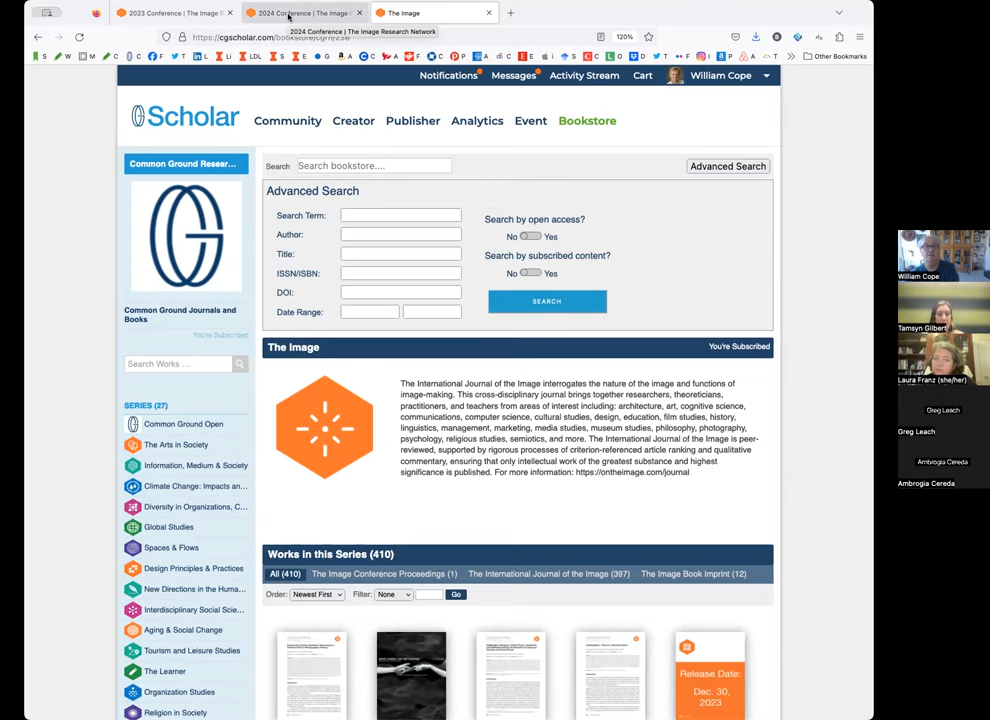 2023 Conference | The Image R
2024 Conference | The Image
The Image
https://cgscholar.com/
2024 Conference | The Image Research Network
120%
Other Bookmarks
Notifications
Messages
Activity Stream
Cart
William Cope
Scholar
Community
Creator
Publisher
Analytics
Event
Bookstore
Common Ground Resear...
Search
Search bookstore....
Advanced Search
Advanced Search
Search Term:
Author:
Title:
ISSN/ISBN:
DOI:
Date Range:
Search by open access?
No Yes
Search by subscribed content?
No Yes
SEARCH
Common Ground Journals and
Books
You're Subscribed
Search Works ...
The Image
You're Subscribed
The International Journal of the Image interrogates the nature of the image and functions of
image-making. This cross-disciplinary journal brings together researchers, theoreticians,
practitioners, and teachers from areas of interest including: architecture, art, cognitive science,
communications, computer science, cultural studies, design, education, film studies, history,
linguistics, management, marketing, media studies, museum studies, philosophy, photography,
psychology, religious studies, semiotics, and more. The International Journal of the Image is peer-
reviewed, supported by rigorous processes of criterion-referenced article ranking and qualitative
commentary, ensuring that only intellectual work of the greatest substance and highest
significance is published. For more information: https://ontheimage.com/journal
SERIES (27)
Common Ground Open
The Arts in Society
Information, Medium & Society
Climate Change: Impacts an...
Diversity in Organizations, C...
Global Studies
Spaces & Flows
Design Principles & Practices
New Directions in the Huma...
Interdisciplinary Social Scie...
Aging & Social Change
Tourism and Leisure Studies
The Learner
Organization Studies
Religion in Society
Works in this Series (410)
All (410)
The Image Conference Proceedings (1)
The International Journal of the Image (397)
The Image Book Imprint (12)
Order:
Newest First
Filter:
None
Go
Release Date:
Dec. 30,
2023
William Cope
Tamsyn Gilbert
Laura Franz (she/her)
Greg Leach
Greg Leach
Ambrogia Cereda
Ambrogia Cereda